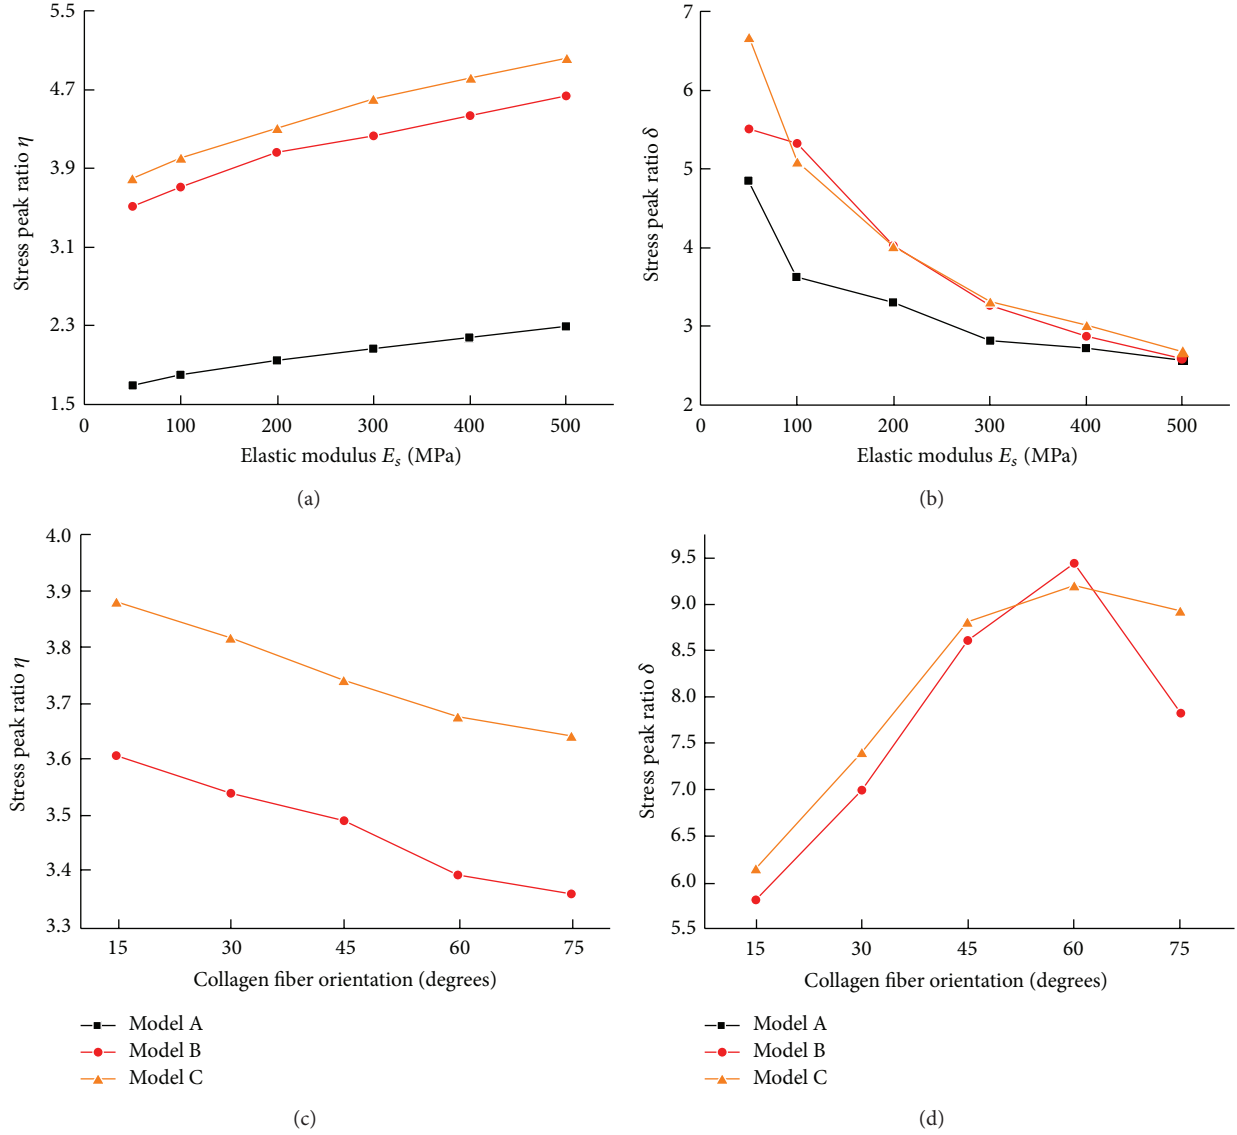 5.5
4.7
3.9
3.1
2.3
1.5
Stress peak ratio η
0 100 200 300 400 500
Elastic modulus Es (MPa)
(a)
7
6
5
4
3
2
Stress peak ratio δ
0 100 200 300 400 500
Elastic modulus Es (MPa)
(b)
4.0
3.9
3.8
3.7
3.6
3.5
3.4
3.3
Stress peak ratio η
15 30 45 60 75
Collagen fiber orientation (degrees)
Model A
Model B
Model C
(c)
9.5
9.0
8.5
8.0
7.5
7.0
6.5
6.0
5.5
Stress peak ratio δ
15 30 45 60 75
Collagen fiber orientation (degrees)
Model A
Model B
Model C
(d)